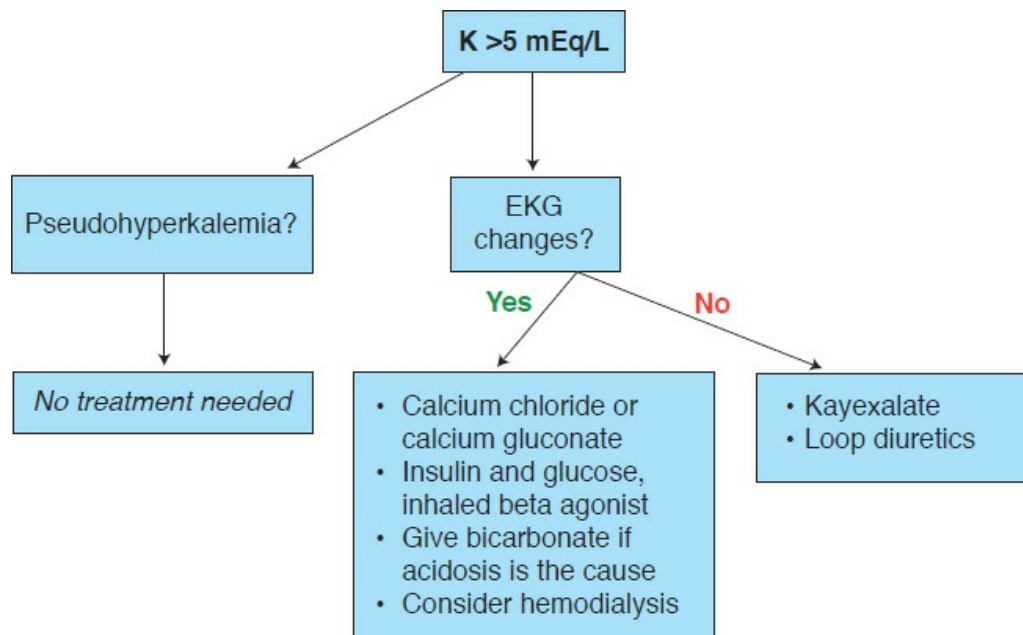 K >5 mEq/L
Pseudohyperkalemia?
EKG
changes?
Yes
No
No treatment needed
• Calcium chloride or
calcium gluconate
• Insulin and glucose,
inhaled beta agonist
• Give bicarbonate if
acidosis is the cause
• Consider hemodialysis
• Kayexalate
• Loop diuretics